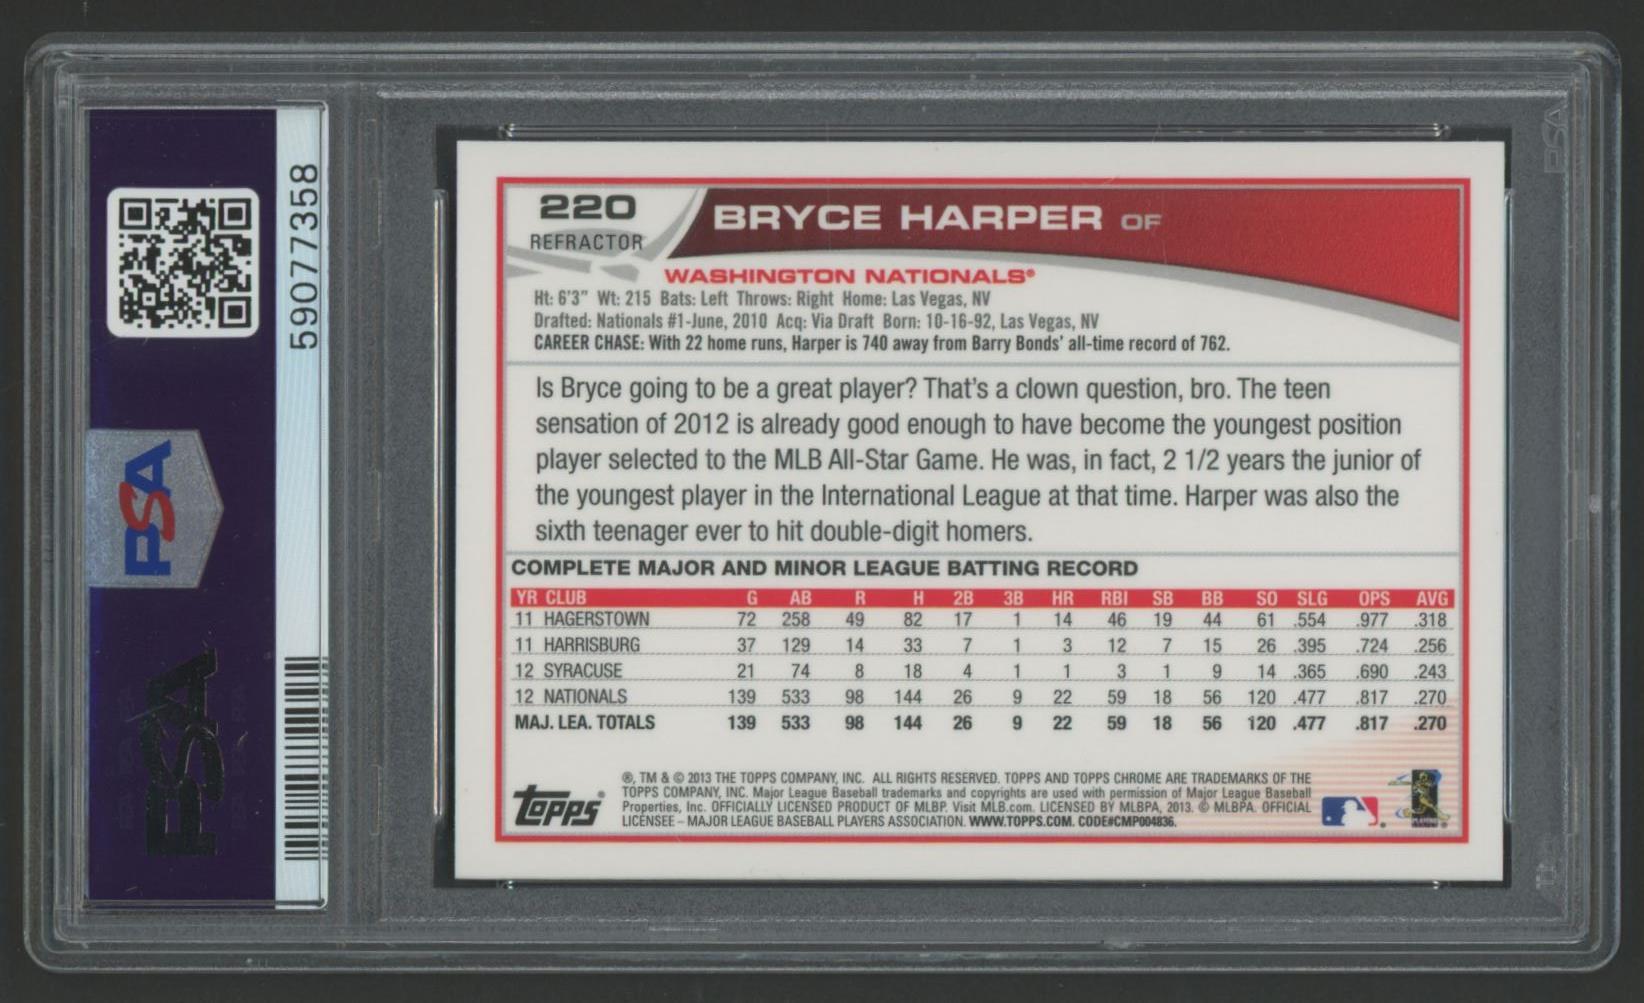 59077358
PSA
PSA
PSA
220
REFRACTOR
BRYCE HARPER OF
WASHINGTON NATIONALS®
Ht: 6'3" Wt: 215 Bats: Left Throws: Right Home: Las Vegas, NV
Drafted: Nationals #1-June, 2010 Acq: Via Draft Born: 10-16-92, Las Vegas, NV
CAREER CHASE: With 22 home runs, Harper is 740 away from Barry Bonds' all-time record of 762.
Is Bryce going to be a great player? That's a clown question, bro. The teen
sensation of 2012 is already good enough to have become the youngest position
player selected to the MLB All-Star Game. He was, in fact, 2 1/2 years the junior of
the youngest player in the International League at that time. Harper was also the
sixth teenager ever to hit double-digit homers.
COMPLETE MAJOR AND MINOR LEAGUE BATTING RECORD
YR CLUB G AB R H 2B 3B HR RBI SB BB SO SLG OPS AVG
11 HAGERSTOWN 72 258 49 82 17 1 14 46 19 44 61 .554 .977 .318
11 HARRISBURG 37 129 14 33 7 1 3 12 7 15 26 .395 .724 .256
12 SYRACUSE 21 74 8 18 4 1 1 3 1 9 14 .365 .690 .243
12 NATIONALS 139 533 98 144 26 9 22 59 18 56 120 .477 .817 .270
MAJ. LEA. TOTALS 139 533 98 144 26 9 22 59 18 56 120 .477 .817 .270
topps®
®, TM & © 2013 THE TOPPS COMPANY, INC. ALL RIGHTS RESERVED. TOPPS AND TOPPS CHROME ARE TRADEMARKS OF THE
TOPPS COMPANY, INC. Major League Baseball trademarks and copyrights are used with permission of Major League Baseball
Properties, Inc. OFFICIALLY LICENSED PRODUCT OF MLBP. Visit MLB.com. LICENSED BY MLBPA, 2013. © MLBPA. OFFICIAL
LICENSEE – MAJOR LEAGUE BASEBALL PLAYERS ASSOCIATION. WWW.TOPPS.COM. CODE#CMP004836.